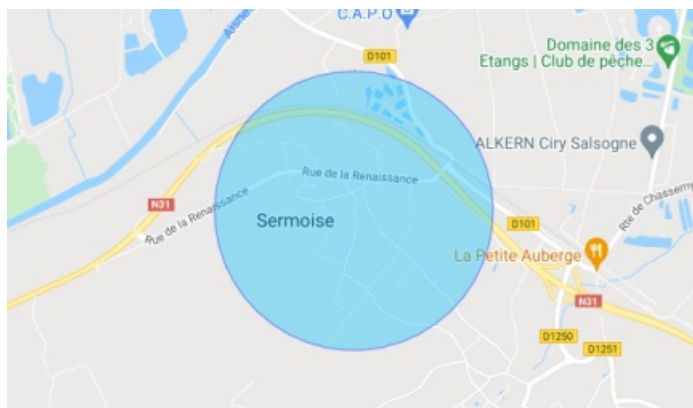 C.A.P.O
Aisne
D101
Domaine des 3
Etangs | Club de pêche...
ALKERN Ciry Salsogne
Rue de la Renaissance
Rte de Chassemy
N31
Rue de la Renaissance
Sermoise
D101
La Petite Auberge
N31
D1250
D1251